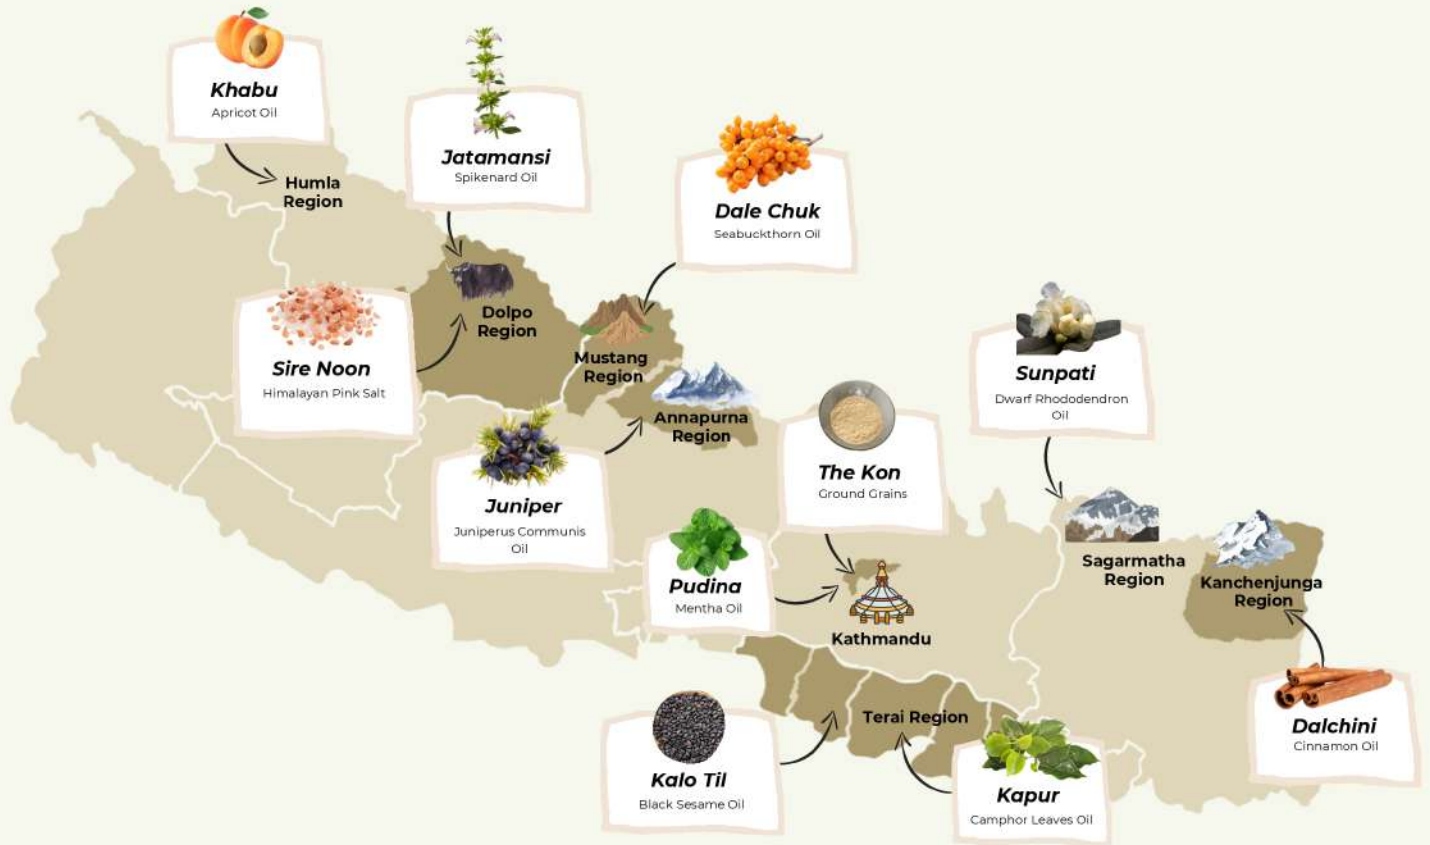 Khabu
Apricot Oil
Humla
Region
Jatamansi
Spikenard Oil
Dale Chuk
Seabuckthorn Oil
Sire Noon
Himalayan Pink Salt
Dolpo
Region
Mustang
Region
Annapurna
Region
Juniper
Juniperus Communis
Oil
The Kon
Ground Grains
Sunpati
Dwarf Rhododendron
Oil
Pudina
Mentha Oil
Kathmandu
Sagarmatha
Region
Kanchenjunga
Region
Terai Region
Kalo Til
Black Sesame Oil
Kapur
Camphor Leaves Oil
Dalchini
Cinnamon Oil